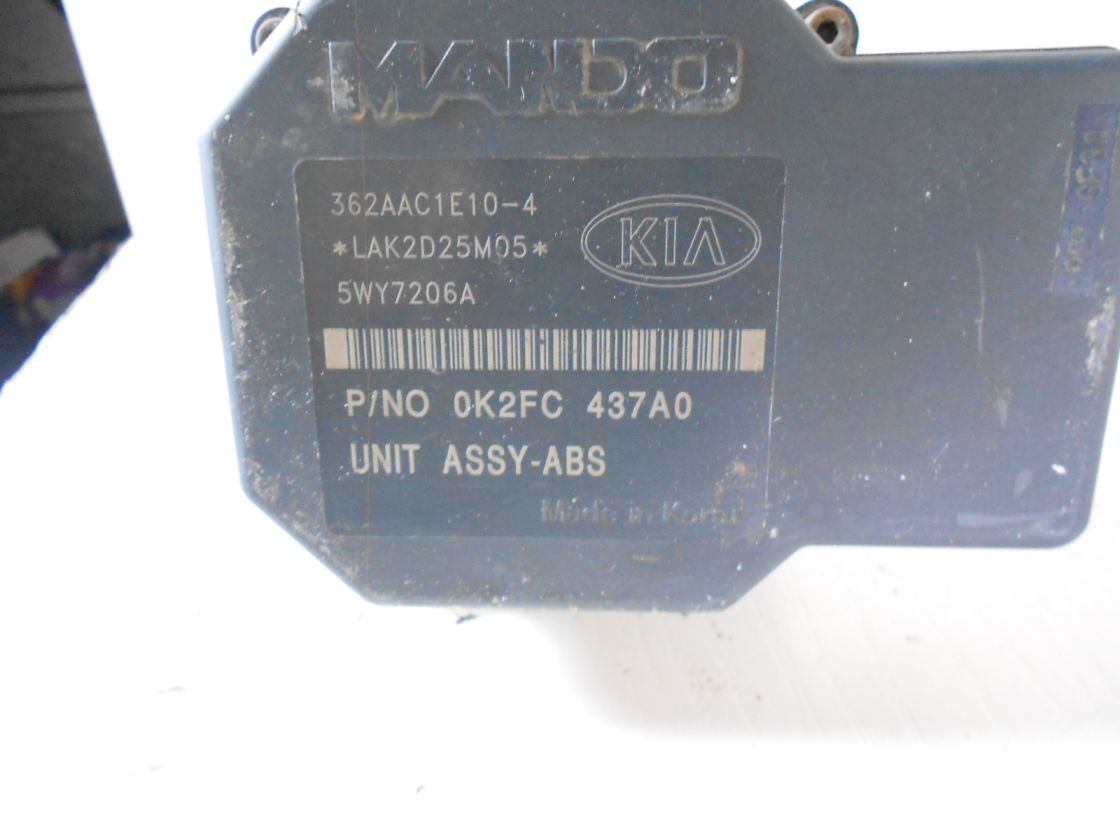 MANDO
362AAC1E10-4
*LAK2D25M05*
5WY7206A
KIA
P/NO 0K2FC 437A0
UNIT ASSY-ABS
Made in Korea